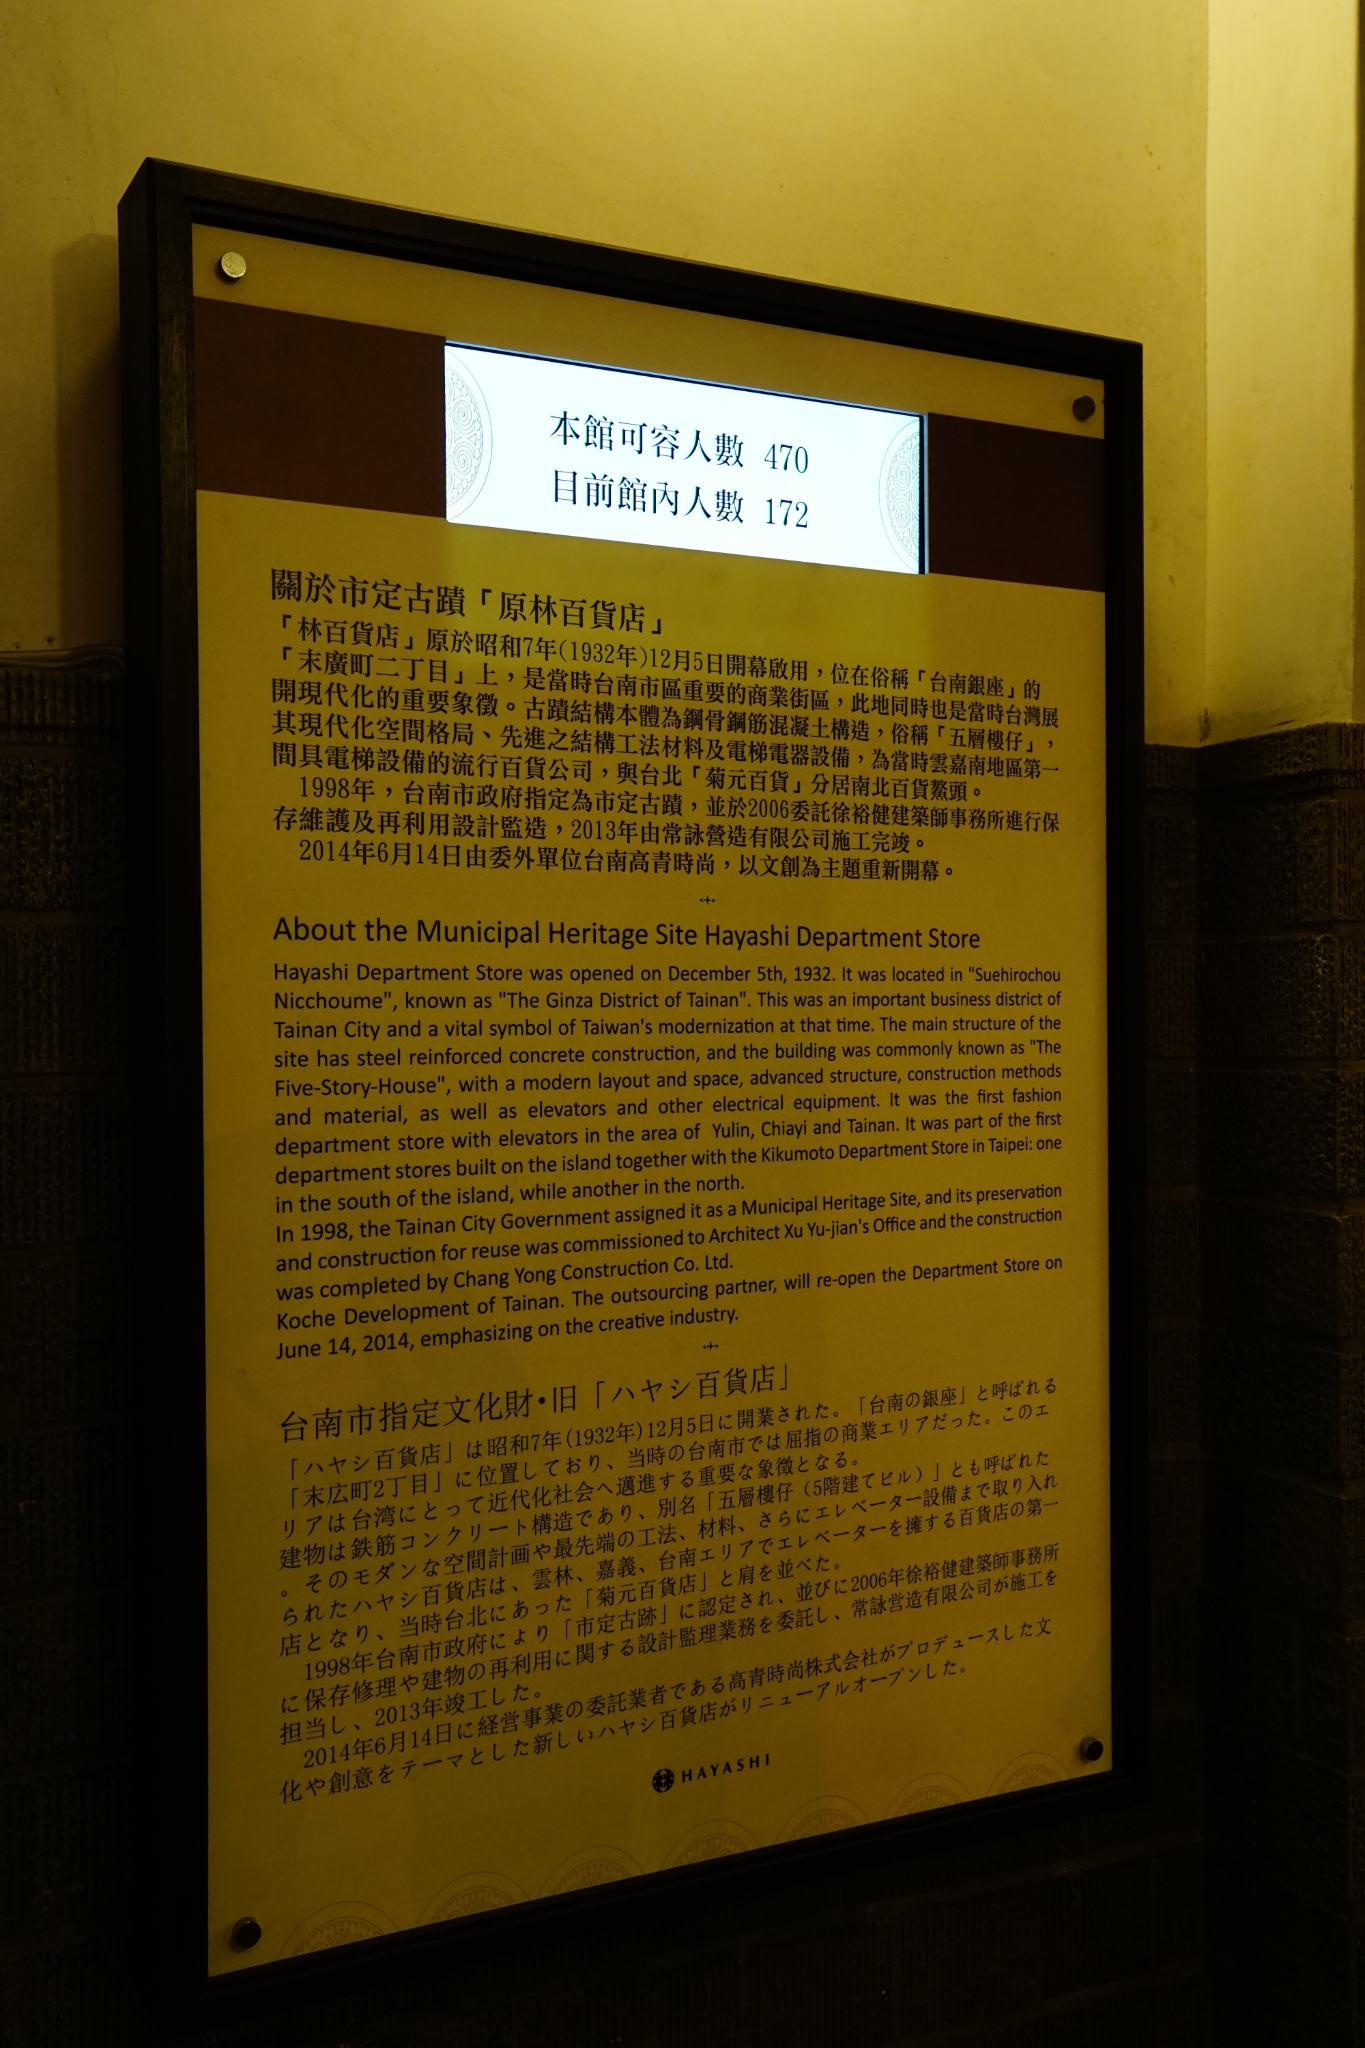 本館可容人數 470
目前館內人數 172
關於市定古蹟「原林百貨店」
「林百貨店」原於昭和7年(1932年)12月5日開幕啟用，位在俗稱「台南銀座」的
「末廣町二丁目」上，是當時台南市區重要的商業街區，此地同時也是當時台灣展
開現代化的重要象徵。古蹟結構本體為鋼骨鋼筋混凝土構造，俗稱「五層樓仔」，
其現代化空間格局、先進之結構工法材料及電梯電器設備，為當時雲嘉南地區第一
間具電梯設備的流行百貨公司，與台北「菊元百貨」分居南北百貨鰲頭。
1998年，台南市政府指定為市定古蹟，並於2006委託徐裕健建築師事務所進行保
存維護及再利用設計監造，2013年由常詠營造有限公司施工完竣。
2014年6月14日由委外單位台南高青時尚，以文創為主題重新開幕。
About the Municipal Heritage Site Hayashi Department Store
Hayashi Department Store was opened on December 5th, 1932. It was located in "Suehirochou
Nicchoume", known as "The Ginza District of Tainan". This was an important business district of
Tainan City and a vital symbol of Taiwan's modernization at that time. The main structure of the
site has steel reinforced concrete construction, and the building was commonly known as "The
Five-Story-House", with a modern layout and space, advanced structure, construction methods
and material, as well as elevators and other electrical equipment. It was the first fashion
department store with elevators in the area of Yulin, Chiayi and Tainan. It was part of the first
department stores built on the island together with the Kikumoto Department Store in Taipei: one
in the south of the island, while another in the north.
In 1998, the Tainan City Government assigned it as a Municipal Heritage Site, and its preservation
and construction for reuse was commissioned to Architect Xu Yu-jian's Office and the construction
was completed by Chang Yong Construction Co. Ltd.
Koche Development of Tainan. The outsourcing partner, will re-open the Department Store on
June 14, 2014, emphasizing on the creative industry.
台南市指定文化財・旧「ハヤシ百貨店」
「ハヤシ百貨店」は昭和7年(1932年)12月5日に開業された。「台南の銀座」と呼ばれる
「末広町2丁目」に位置しており、当時の台南市では屈指の商業エリアだった。このエ
リアは台湾にとって近代化社会へ邁進する重要な象徴となる。
建物は鉄筋コンクリート構造であり、別名「五層樓仔（5階建てビル）」とも呼ばれた
。そのモダンな空間計画や最先端の工法、材料、さらにエレベーター設備まで取り入れ
られたハヤシ百貨店は、雲林、嘉義、台南エリアでエレベーターを擁する百貨店の第一
店となり、当時台北にあった「菊元百貨店」と肩を並べた。
1998年台南市政府により「市定古跡」に認定され、並びに2006年徐裕健建築師事務所
に保存修理や建物の再利用に関する設計監理業務を委託し、常詠営造有限公司が施工を
担当し、2013年竣工した。
2014年6月14日に経営事業の委託業者である高青時尚株式会社がプロデュースした文
化や創意をテーマとした新しいハヤシ百貨店がリニューアルオープンした。
HAYASHI